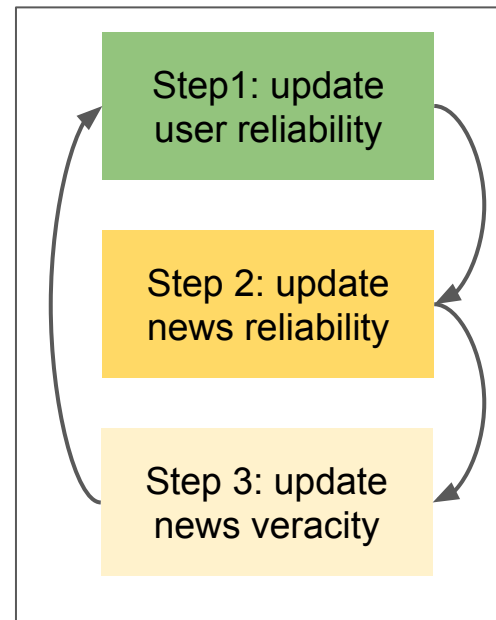 Step1: update
user reliability
Step 2: update
news reliability
Step 3: update
news veracity